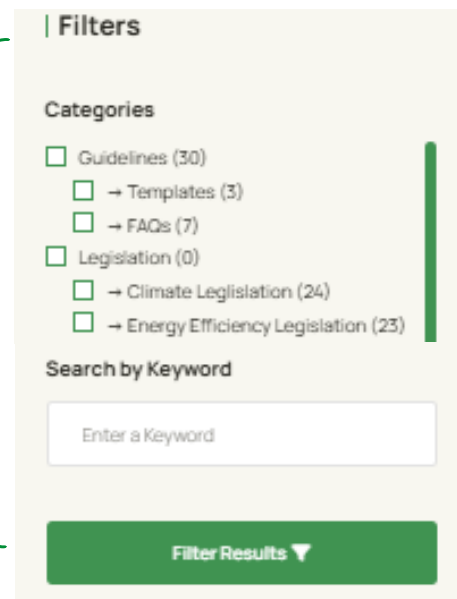 Filters
Categories
Guidelines (30)
→ Templates (3)
→ FAQs (7)
Legislation (0)
→ Climate Leglislation (24)
→ Energy Efficiency Legislation (23)
Search by Keyword
Enter a Keyword
Filter Results